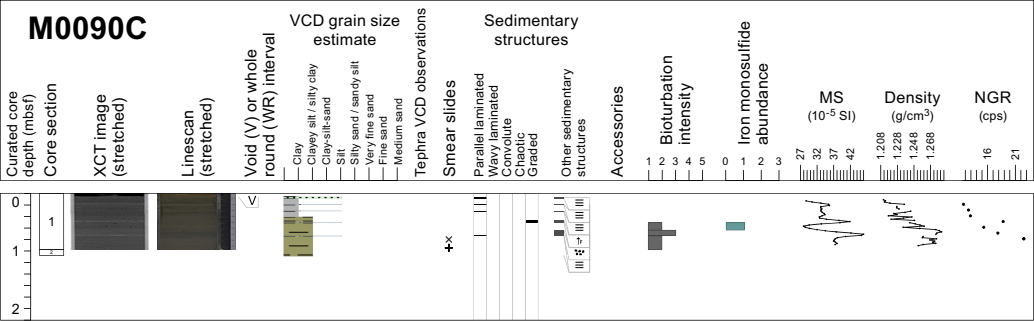 M0090C
Curated core
depth (mbsf)
Core section
XCT image
(stretched)
Linescan
(stretched)
Void (V) or whole
round (WR) interval
VCD grain size
estimate
Clay
Clayey silt / silty clay
Clay-silt-sand
Silt
Silty sand / sandy silt
Very fine sand
Fine sand
Medium sand
Tephra VCD observations
Smear slides
Sedimentary
structures
Parallel laminated
Wavy laminated
Convolute
Chaotic
Graded
Other sedimentary
structures
Accessories
Bioturbation
intensity
1 2 3 4 5
Iron monosulfide
abundance
0 1 2 3
MS
(10-5 SI)
27 32 37 42
Density
(g/cm3)
1.208 1.228 1.248 1.268
NGR
(cps)
16 21
0
1
2
1
2
V